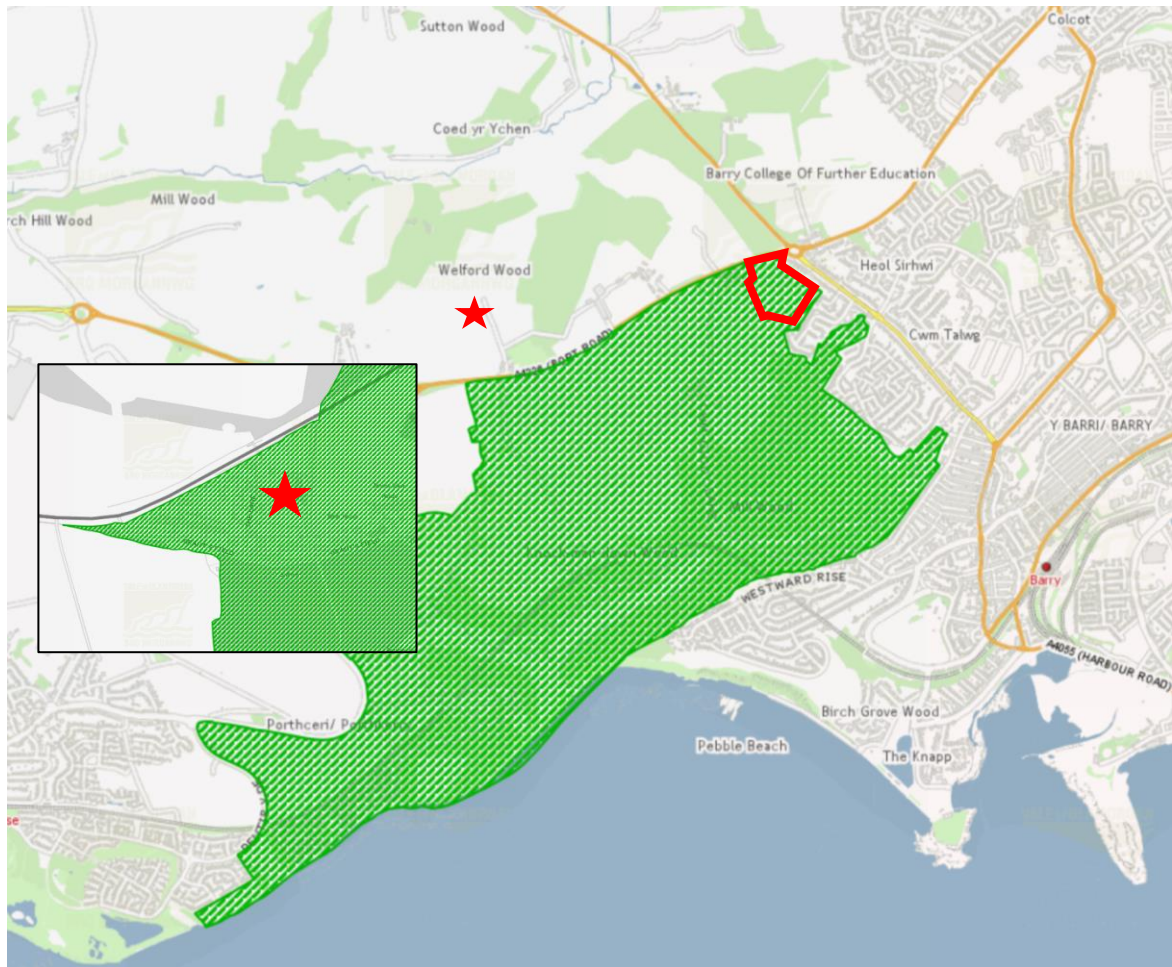 Colcot
Sutton Wood
Coed yr Ychen
Barry College Of Further Education
Mill Wood
rch Hill Wood
Welford Wood
Heol Sirhwi
Cwm Talwg
(PORT ROAD)
Y BARRI/ BARRY
WESTWARD RISE
Barry
A4055 (HARBOUR ROAD)
Porthceri/
Birch Grove Wood
Pebble Beach
The Knapp
se